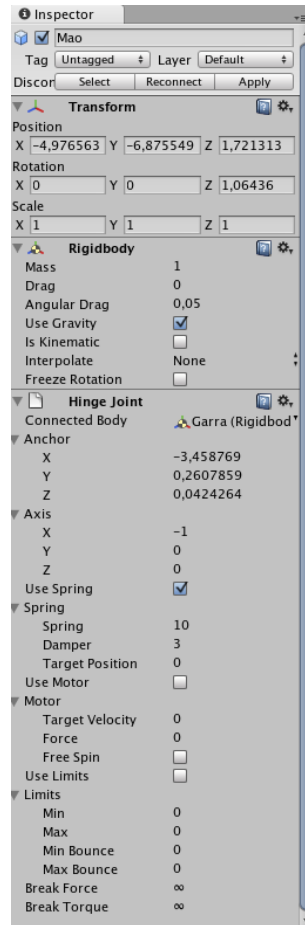 Inspector
Mao
Tag Untagged Layer Default
Discon Select Reconnect Apply
Transform
Position
X -4,976563 Y -6,875549 Z 1,721313
Rotation
X 0 Y 0 Z 1,06436
Scale
X 1 Y 1 Z 1
Rigidbody
Mass 1
Drag 0
Angular Drag 0,05
Use Gravity
Is Kinematic
Interpolate None
Freeze Rotation
Hinge Joint
Connected Body Garra (Rigidbod
Anchor
X -3,458769
Y 0,2607859
Z 0,0424264
Axis
X -1
Y 0
Z 0
Use Spring
Spring
Spring 10
Damper 3
Target Position 0
Use Motor
Motor
Target Velocity 0
Force 0
Free Spin
Use Limits
Limits
Min 0
Max 0
Min Bounce 0
Max Bounce 0
Break Force ∞
Break Torque ∞